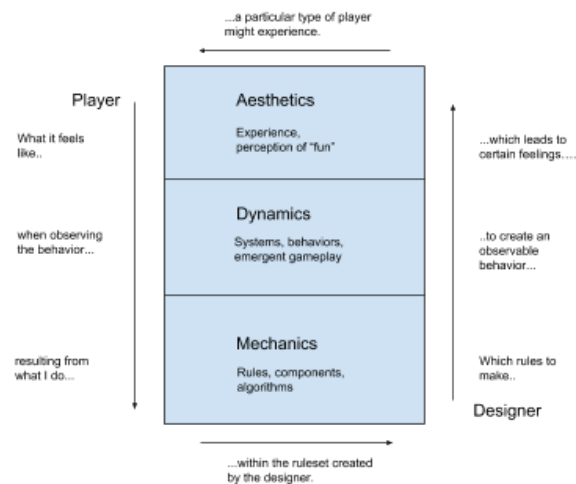 ...a particular type of player
might experience.
Player
What it feels
like..
when observing
the behavior...
resulting from
what I do...
Aesthetics
Experience,
perception of "fun"
Dynamics
Systems, behaviors,
emergent gameplay
Mechanics
Rules, components,
algorithms
...which leads to
certain feelings....
..to create an
observable
behavior...
Which rules to
make..
Designer
...within the ruleset created
by the designer.